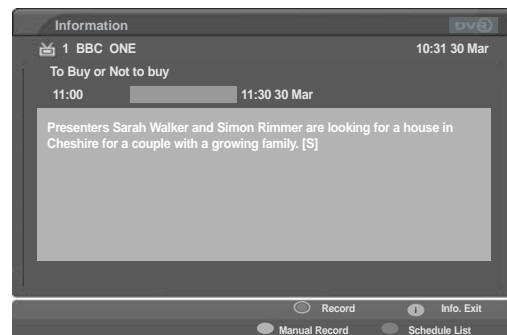 Information
DVR
1 BBC ONE 10:31 30 Mar
To Buy or Not to buy
11:00 11:30 30 Mar
Presenters Sarah Walker and Simon Rimmer are looking for a house in
Cheshire for a couple with a growing family. [S]
Record i Info. Exit
Manual Record Schedule List